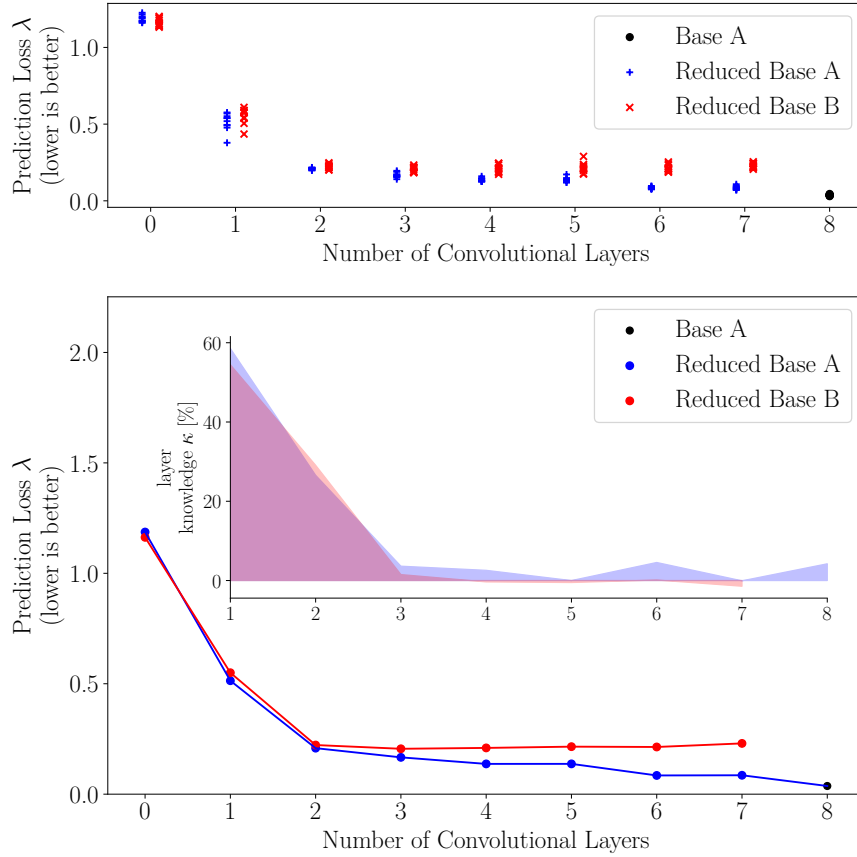 Prediction Loss λ
(lower is better)
1.0
0.5
0.0
Base A
Reduced Base A
Reduced Base B
0 1 2 3 4 5 6 7 8
Number of Convolutional Layers
Prediction Loss λ
(lower is better)
2.0
1.5
1.0
0.5
0.0
Base A
Reduced Base A
Reduced Base B
layer
knowledge κ [%]
60
40
20
0
1 2 3 4 5 6 7 8
0 1 2 3 4 5 6 7 8
Number of Convolutional Layers